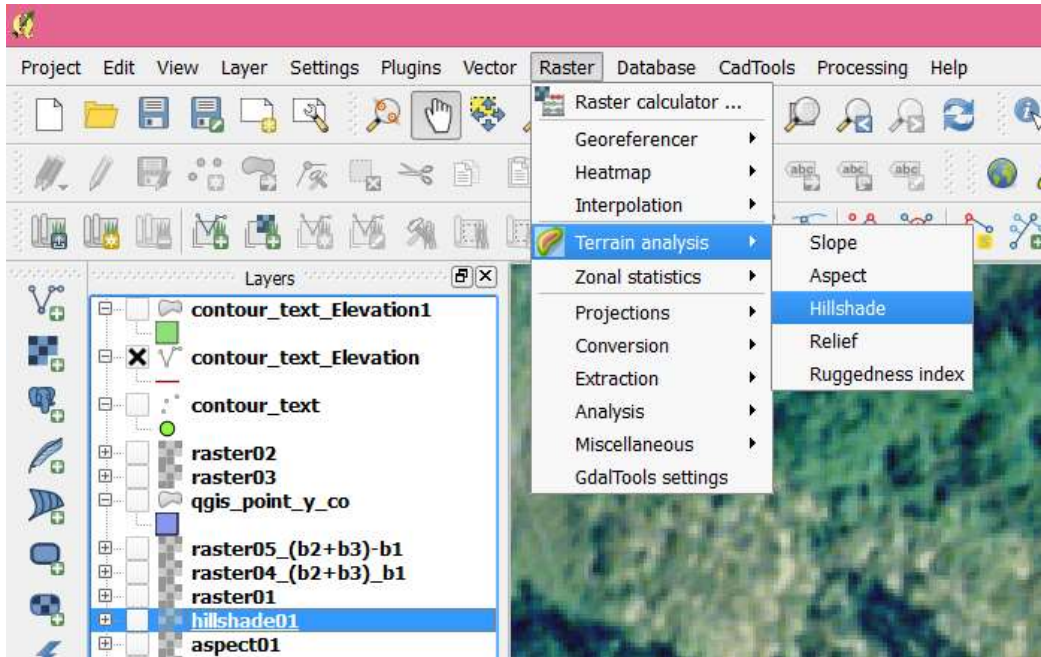 Project Edit View Layer Settings Plugins Vector Raster Database CadTools Processing Help
Raster calculator ...
Georeferencer
Heatmap
Interpolation
Terrain analysis
Zonal statistics
Projections
Conversion
Extraction
Analysis
Miscellaneous
GdalTools settings
Slope
Aspect
Hillshade
Relief
Ruggedness index
abc abc abc
Layers
contour_text_Elevation1
contour_text_Elevation
contour_text
raster02
raster03
qgis_point_y_co
raster05_(b2+b3)-b1
raster04_(b2+b3)_b1
raster01
hillshade01
aspect01